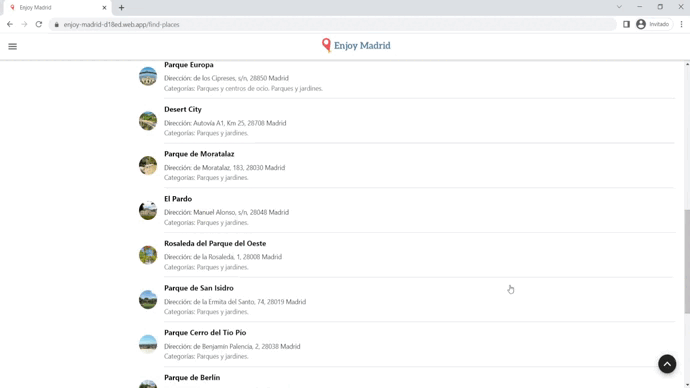 Enjoy Madrid
enjoy-madrid-d18ed.web.app/find-places
Invitado
Enjoy Madrid
Parque Europa
Dirección: de los Cipreses, s/n, 28850 Madrid
Categorías: Parques y centros de ocio. Parques y jardines.
Desert City
Dirección: Autovía A1, Km 25, 28708 Madrid
Categorías: Parques y jardines.
Parque de Moratalaz
Dirección: de Moratalaz, 183, 28030 Madrid
Categorías: Parques y jardines.
El Pardo
Dirección: Manuel Alonso, s/n, 28048 Madrid
Categorías: Parques y jardines.
Rosaleda del Parque del Oeste
Dirección: de la Rosaleda, 1, 28008 Madrid
Categorías: Parques y jardines.
Parque de San Isidro
Dirección: de la Ermita del Santo, 74, 28019 Madrid
Categorías: Parques y jardines.
Parque Cerro del Tío Pío
Dirección: de Benjamín Palencia, 2, 28038 Madrid
Categorías: Parques y jardines.
Parque de Berlín